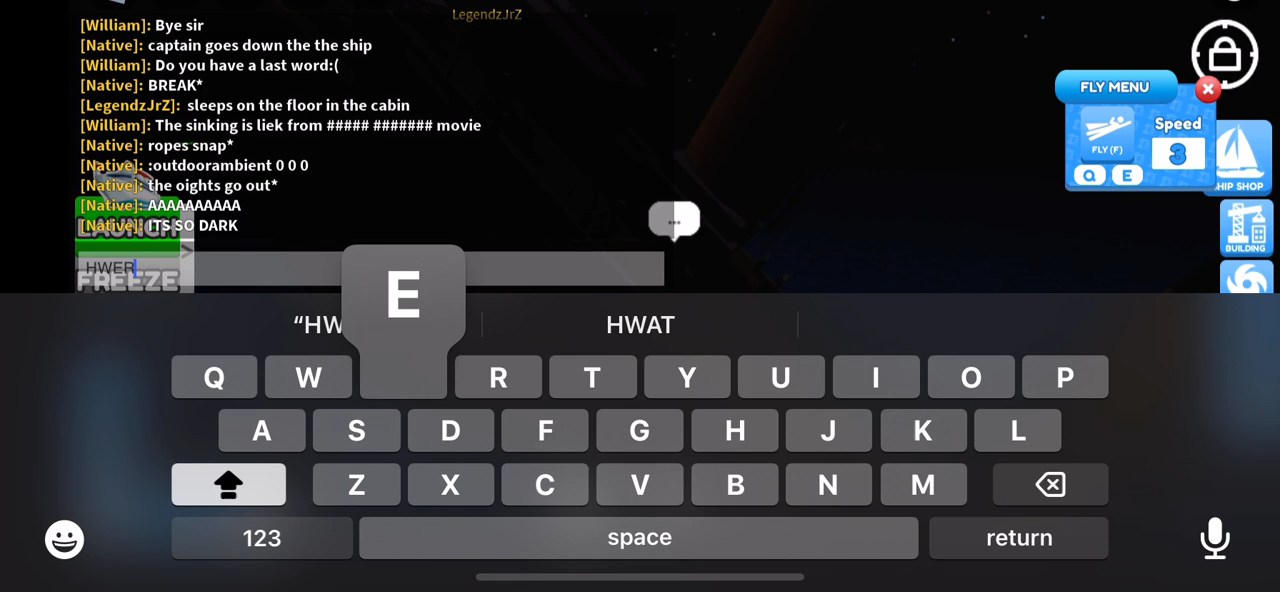 LegendzJrZ
[William]: Bye sir
[Native]: captain goes down the the ship
[William]: Do you have a last word:(
[Native]: BREAK*
[LegendzJrZ]: sleeps on the floor in the cabin
[William]: The sinking is liek from ##### ####### movie
[Native]: ropes snap*
[Native]: :outdoorambient 0 0 0
[Native]: the oights go out*
[Native]: AAAAAAAAAA
[Native]: ITS SO DARK
LAUNCH
>
HWER
FREEZE
...
FLY MENU
FLY (F)
Speed
3
Q E
SHIP SHOP
BUILDING
“HW
HWAT
E
Q W R T Y U I O P
A S D F G H J K L
Z X C V B N M
123 space return